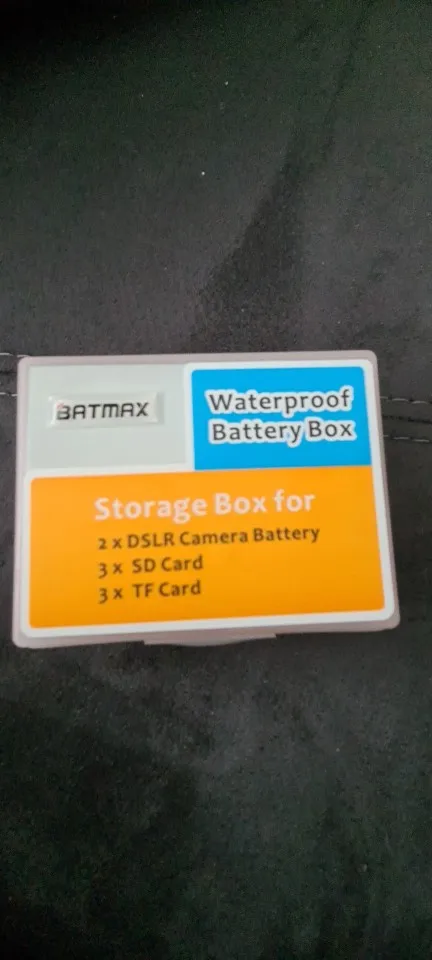 BATMAX
Waterproof
Battery Box
Storage Box for
2 x DSLR Camera Battery
3 x SD Card
3 x TF Card